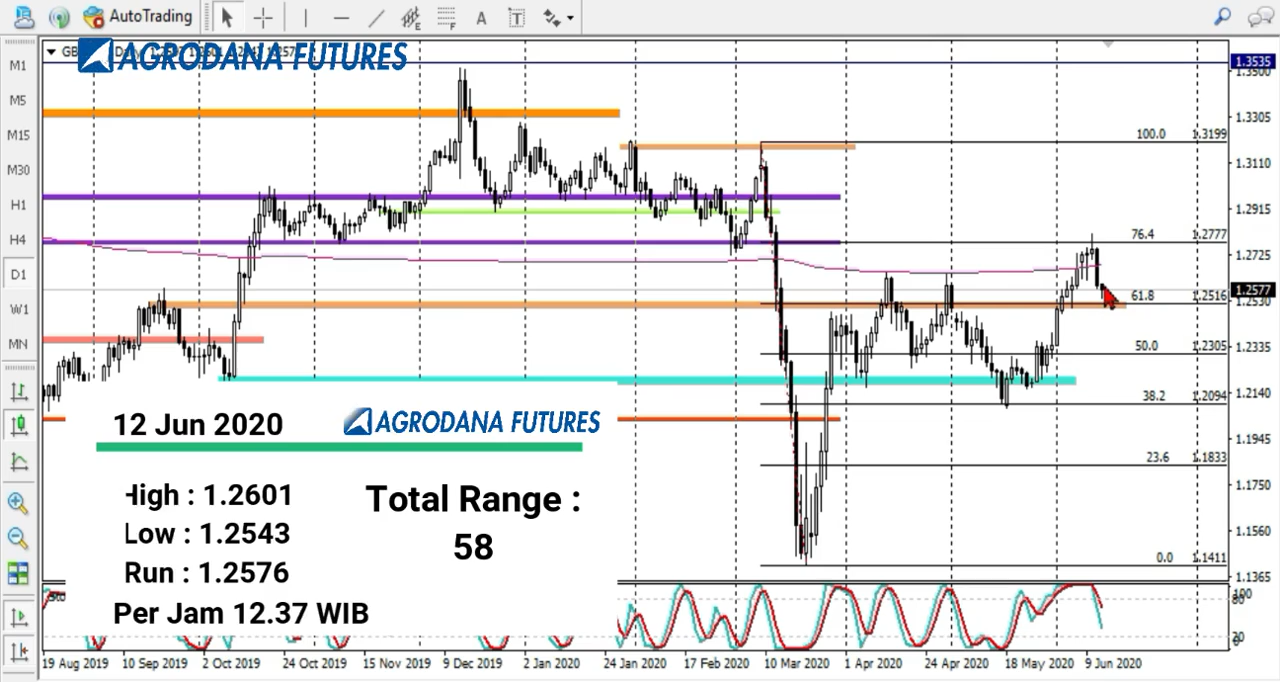 AutoTrading
E
F
A
T
M1
M5
M15
M30
H1
H4
D1
W1
MN
AGRODANA FUTURES
1.3535
1.3500
1.3305
1.3110
1.2915
1.2725
1.2577
1.2530
1.2335
1.2140
1.1945
1.1750
1.1560
1.1365
100.0 1.3199
76.4 1.2777
61.8 1.2516
50.0 1.2305
38.2 1.2094
23.6 1.1833
0.0 1.1411
12 Jun 2020
AGRODANA FUTURES
High : 1.2601
Low : 1.2543
Run : 1.2576
Per Jam 12.37 WIB
Total Range :
58
100
80
20
0
19 Aug 2019 10 Sep 2019 2 Oct 2019 24 Oct 2019 15 Nov 2019 9 Dec 2019 2 Jan 2020 24 Jan 2020 17 Feb 2020 10 Mar 2020 1 Apr 2020 24 Apr 2020 18 May 2020 9 Jun 2020